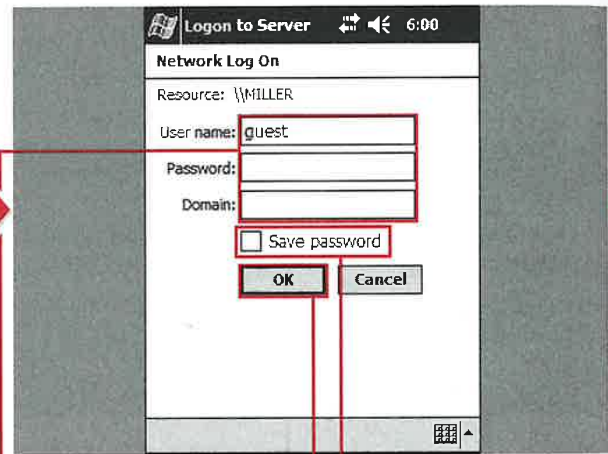 Logon to Server 6:00
Network Log On
Resource: \\MILLER
User name: guest
Password:
Domain:
Save password
OK Cancel